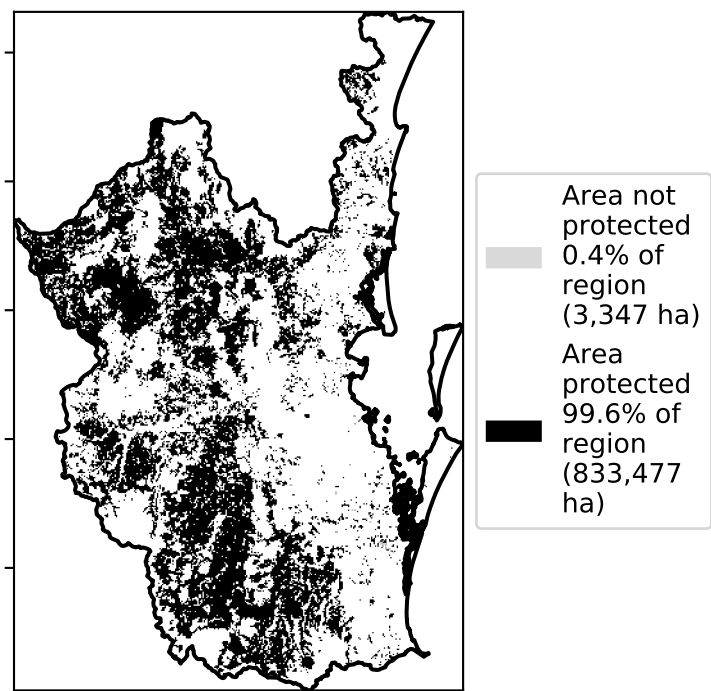 Area not
protected
0.4% of
region
(3,347 ha)
Area
protected
99.6% of
region
(833,477
ha)